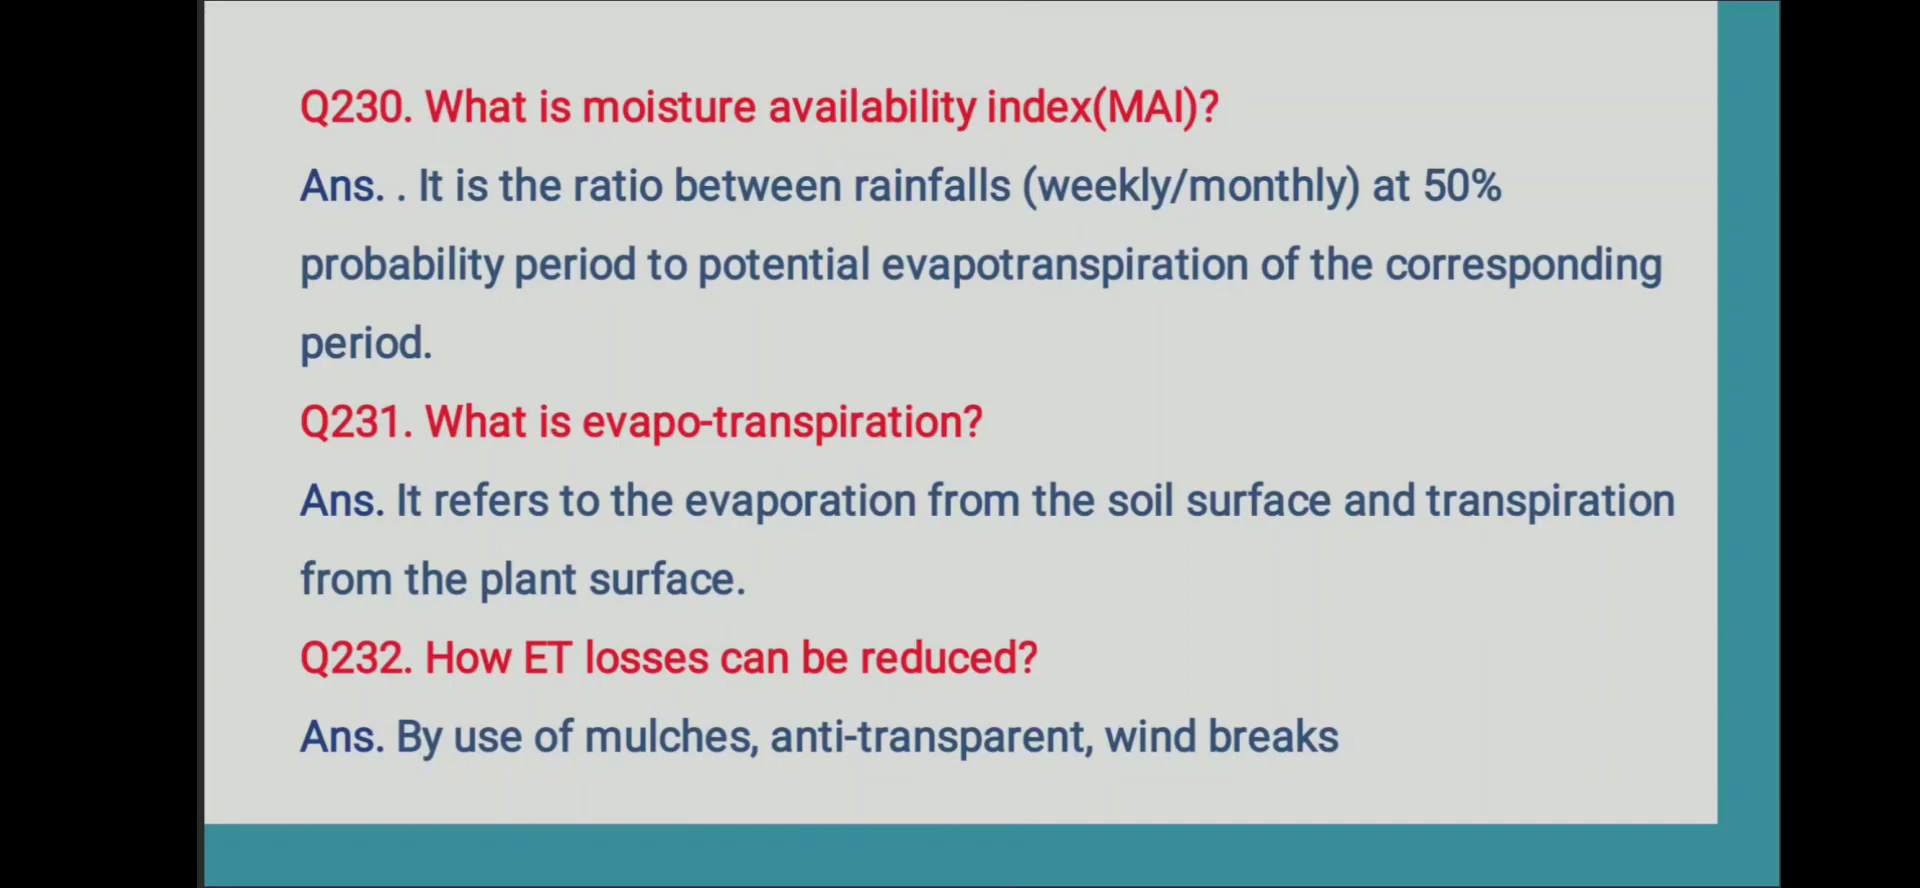 Q230. What is moisture availability index(MAI)?
Ans. . It is the ratio between rainfalls (weekly/monthly) at 50%
probability period to potential evapotranspiration of the corresponding
period.
Q231. What is evapo-transpiration?
Ans. It refers to the evaporation from the soil surface and transpiration
from the plant surface.
Q232. How ET losses can be reduced?
Ans. By use of mulches, anti-transparent, wind breaks